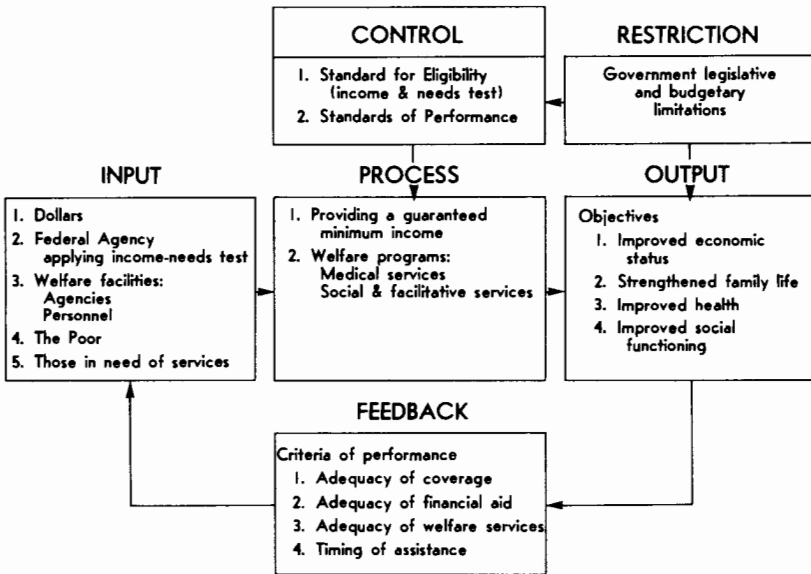 CONTROL
1. Standard for Eligibility
(income & needs test)
2. Standards of Performance
RESTRICTION
Government legislative
and budgetary
limitations
INPUT
1. Dollars
2. Federal Agency
applying income-needs test
3. Welfare facilities:
Agencies
Personnel
4. The Poor
5. Those in need of services
PROCESS
1. Providing a guaranteed
minimum income
2. Welfare programs:
Medical services
Social & facilitative services
OUTPUT
Objectives
1. Improved economic
status
2. Strengthened family life
3. Improved health
4. Improved social
functioning
FEEDBACK
Criteria of performance
1. Adequacy of coverage
2. Adequacy of financial aid
3. Adequacy of welfare services
4. Timing of assistance